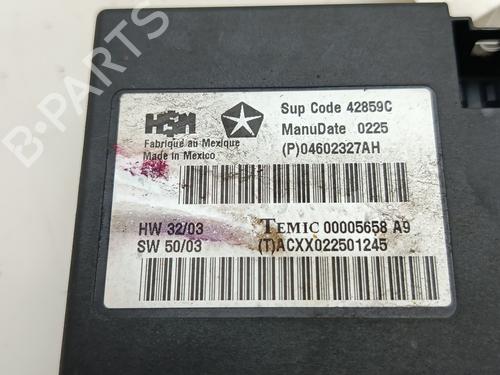 Sup Code 42859C
ManuDate 0225
(P)04602327AH
Fabriqué au Mexique
Made in Mexico
HW 32/03
SW 50/03
TEMIC 00005658 A9
(T)ACXX022501245
B-PARTS